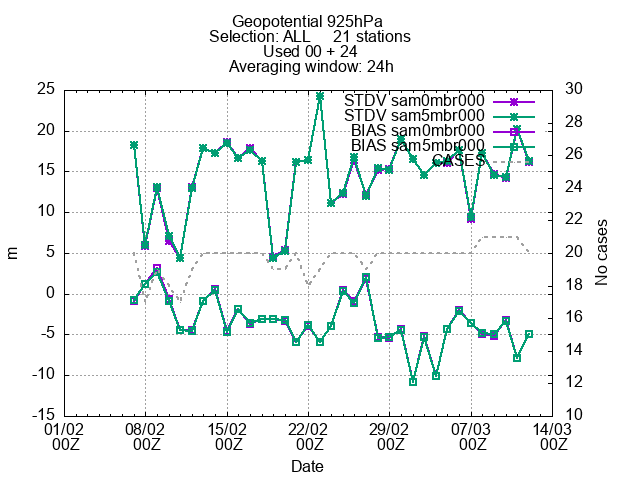 Geopotential 925hPa
Selection: ALL 21 stations
Used 00 + 24
Averaging window: 24h
STDV sam0mbr000
STDV sam5mbr000
BIAS sam0mbr000
BIAS sam5mbr000
CASES
25
20
15
10
5
0
-5
-10
-15
m
30
28
26
24
22
20
18
16
14
12
10
No cases
01/02 08/02 15/02 22/02 29/02 07/03 14/03
00Z 00Z 00Z 00Z 00Z 00Z 00Z
Date